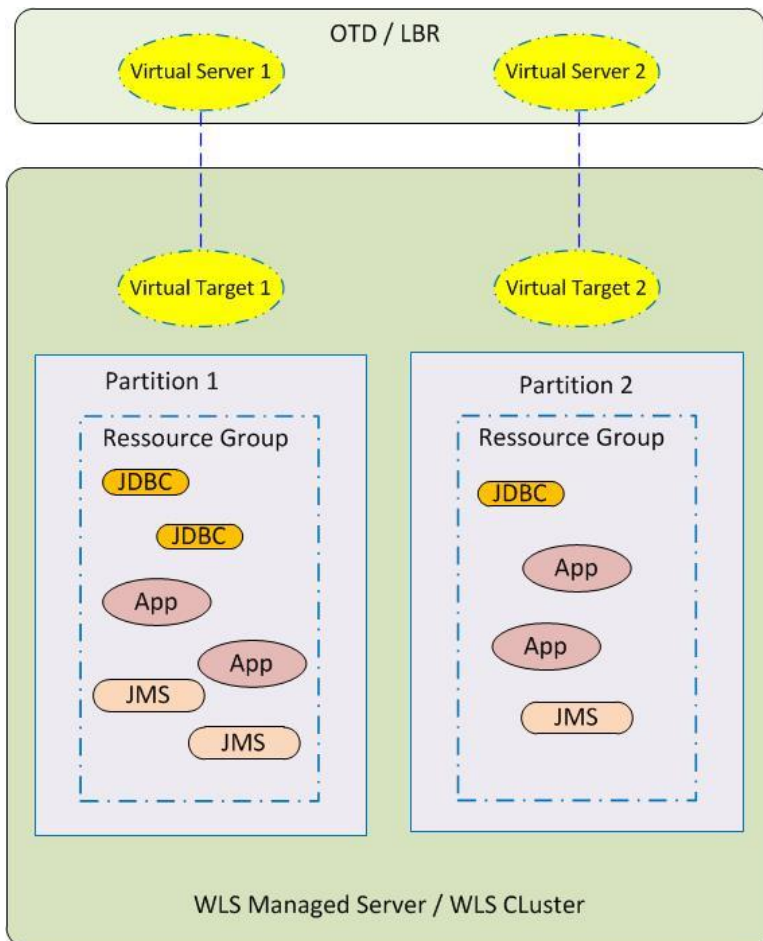 OTD / LBR
Virtual Server 1
Virtual Server 2
Virtual Target 1
Virtual Target 2
Partition 1
Ressource Group
JDBC
JDBC
App
App
JMS
JMS
Partition 2
Ressource Group
JDBC
App
App
JMS
WLS Managed Server / WLS CLuster